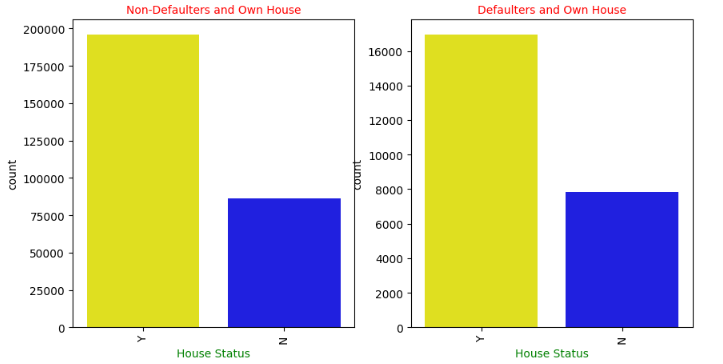 Non-Defaulters and Own House
200000
175000
150000
125000
100000
75000
50000
25000
0
count
Y
N
House Status
Defaulters and Own House
16000
14000
12000
10000
8000
6000
4000
2000
0
count
Y
N
House Status